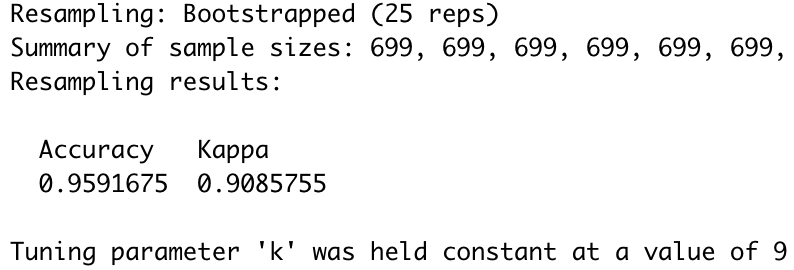 Resampling: Bootstrapped (25 reps)
Summary of sample sizes: 699, 699, 699, 699, 699, 699,
Resampling results:
Accuracy Kappa
0.9591675 0.9085755
Tuning parameter 'k' was held constant at a value of 9